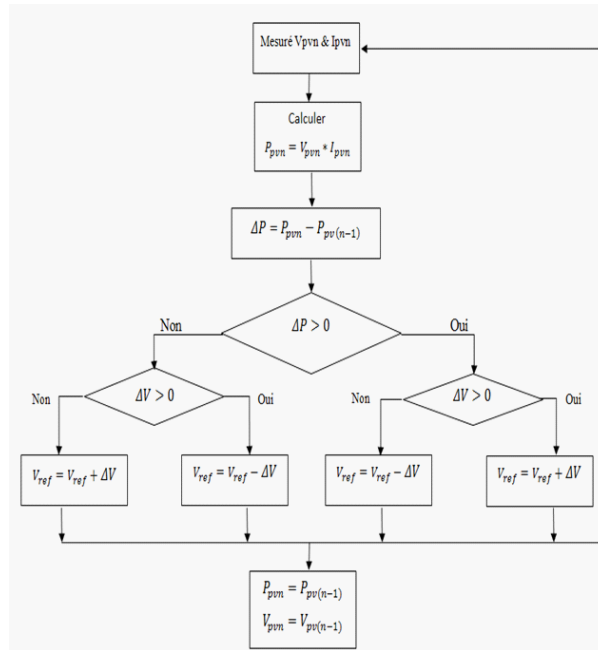 Mesuré Vpvn & Ipvn
Calculer
P_pvn = V_pvn * I_pvn
ΔP = P_pvn − P_pv(n−1)
Non
ΔP > 0
Oui
Non
ΔV > 0
Oui
Non
ΔV > 0
Oui
V_ref = V_ref + ΔV
V_ref = V_ref − ΔV
V_ref = V_ref − ΔV
V_ref = V_ref + ΔV
P_pvn = P_pv(n−1)
V_pvn = V_pv(n−1)